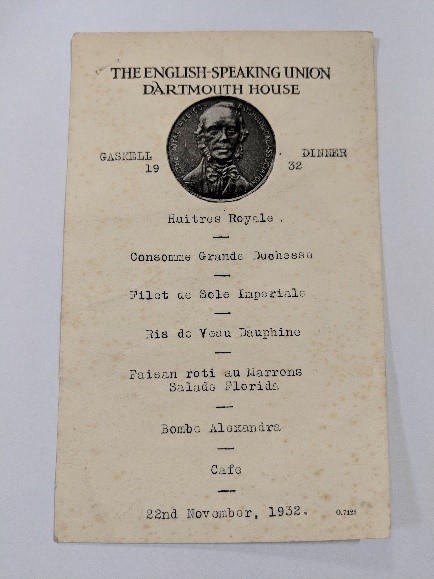 THE ENGLISH-SPEAKING UNION
DARTMOUTH HOUSE
GASKELL DINNER
19 32
Huitres Royale.
Consomme Grande Duchesse
Filet de Sole Imperiale
Ris de Veau Dauphine
Faisan roti au Marrons
Salade Florida
Bombe Alexandra
Cafe
22nd November, 1932.